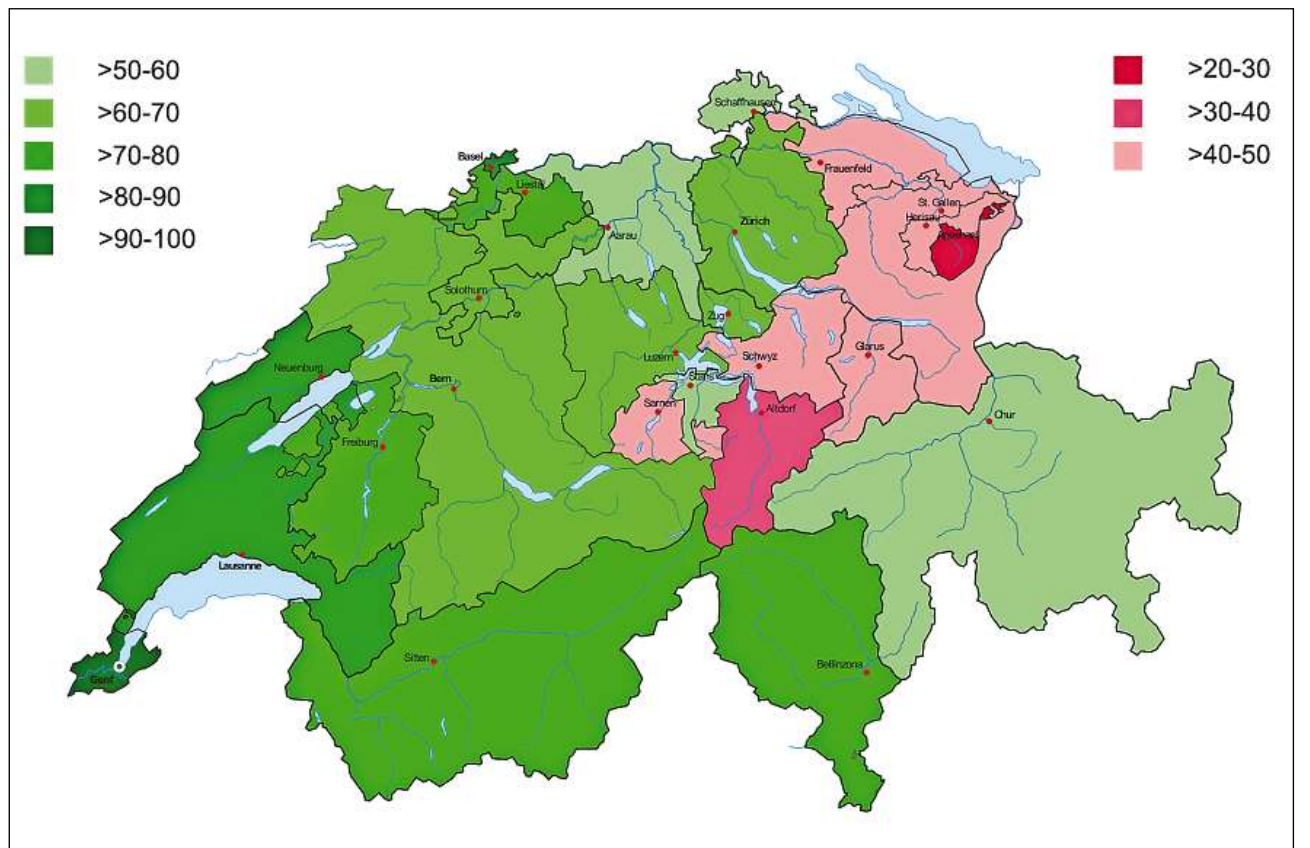 >50-60
>60-70
>70-80
>80-90
>90-100
>20-30
>30-40
>40-50
Schaffhausen
Basel
Liestal
Frauenfeld
St. Gallen
Herisau
Aarau
Zürich
Solothurn
Zug
Luzern
Schwyz
Glarus
Neuenburg
Bern
Stans
Sarnen
Altdorf
Chur
Freiburg
Lausanne
Sitten
Bellinzona
Genf